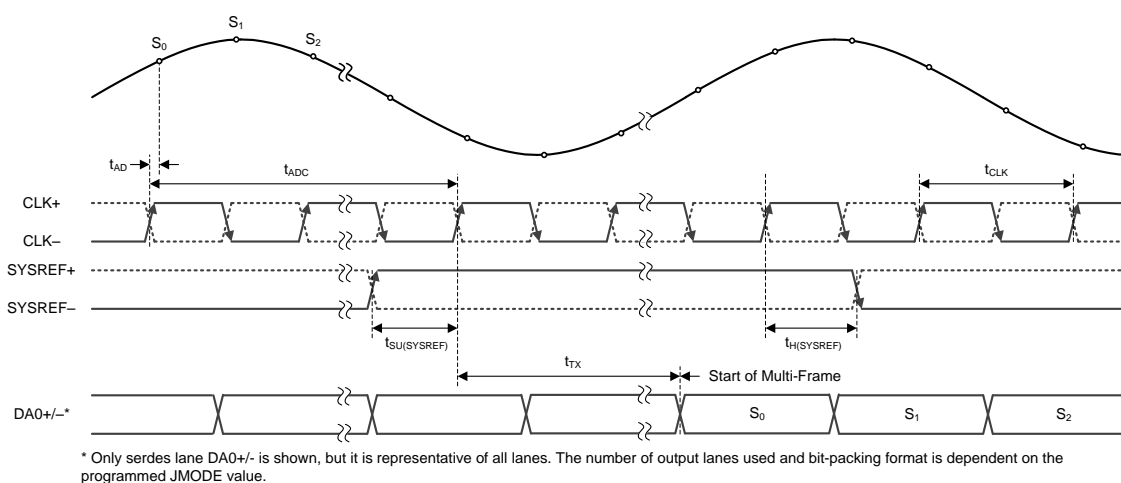 S0
S1
S2
tAD
tADC
tCLK
CLK+
CLK–
SYSREF+
SYSREF–
tSU(SYSREF)
tH(SYSREF)
tTX
Start of Multi-Frame
DA0+/–*
S0
S1
S2
* Only serdes lane DA0+/- is shown, but it is representative of all lanes. The number of output lanes used and bit-packing format is dependent on the
programmed JMODE value.